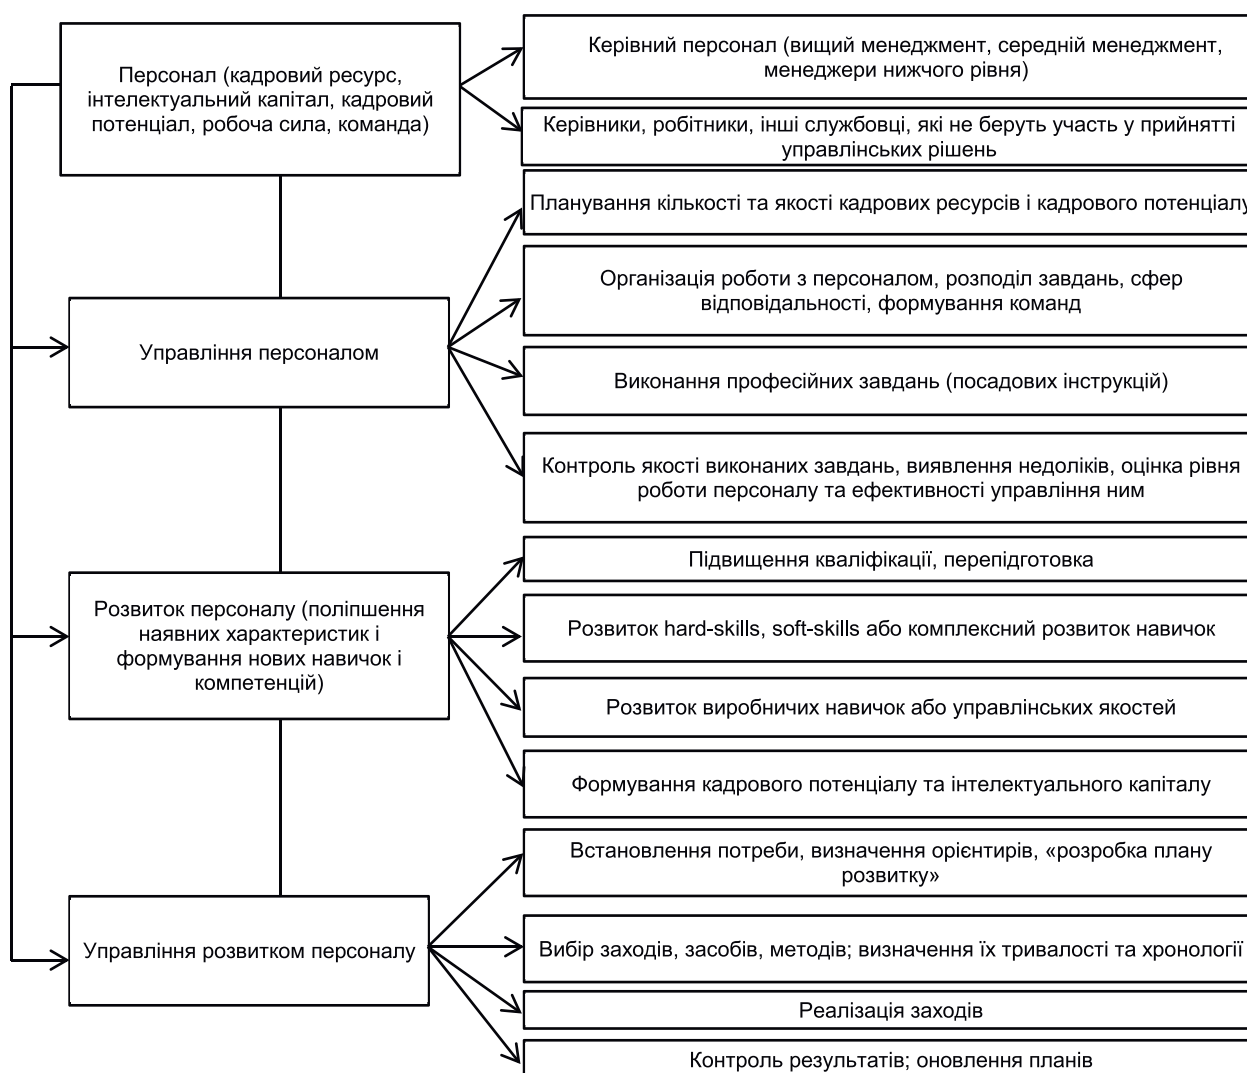 Персонал (кадровий ресурс,
інтелектуальний капітал, кадровий
потенціал, робоча сила, команда)
Керівний персонал (вищий менеджмент, середній менеджмент,
менеджери нижчого рівня)
Керівники, робітники, інші службовці, які не беруть участь у прийнятті
управлінських рішень
Управління персоналом
Планування кількості та якості кадрових ресурсів і кадрового потенціалу
Організація роботи з персоналом, розподіл завдань, сфер
відповідальності, формування команд
Виконання професійних завдань (посадових інструкцій)
Контроль якості виконаних завдань, виявлення недоліків, оцінка рівня
роботи персоналу та ефективності управління ним
Розвиток персоналу (поліпшення
наявних характеристик і
формування нових навичок і
компетенцій)
Підвищення кваліфікації, перепідготовка
Розвиток hard-skills, soft-skills або комплексний розвиток навичок
Розвиток виробничих навичок або управлінських якостей
Формування кадрового потенціалу та інтелектуального капіталу
Управління розвитком персоналу
Встановлення потреби, визначення орієнтирів, «розробка плану
розвитку»
Вибір заходів, засобів, методів; визначення їх тривалості та хронології
Реалізація заходів
Контроль результатів; оновлення планів